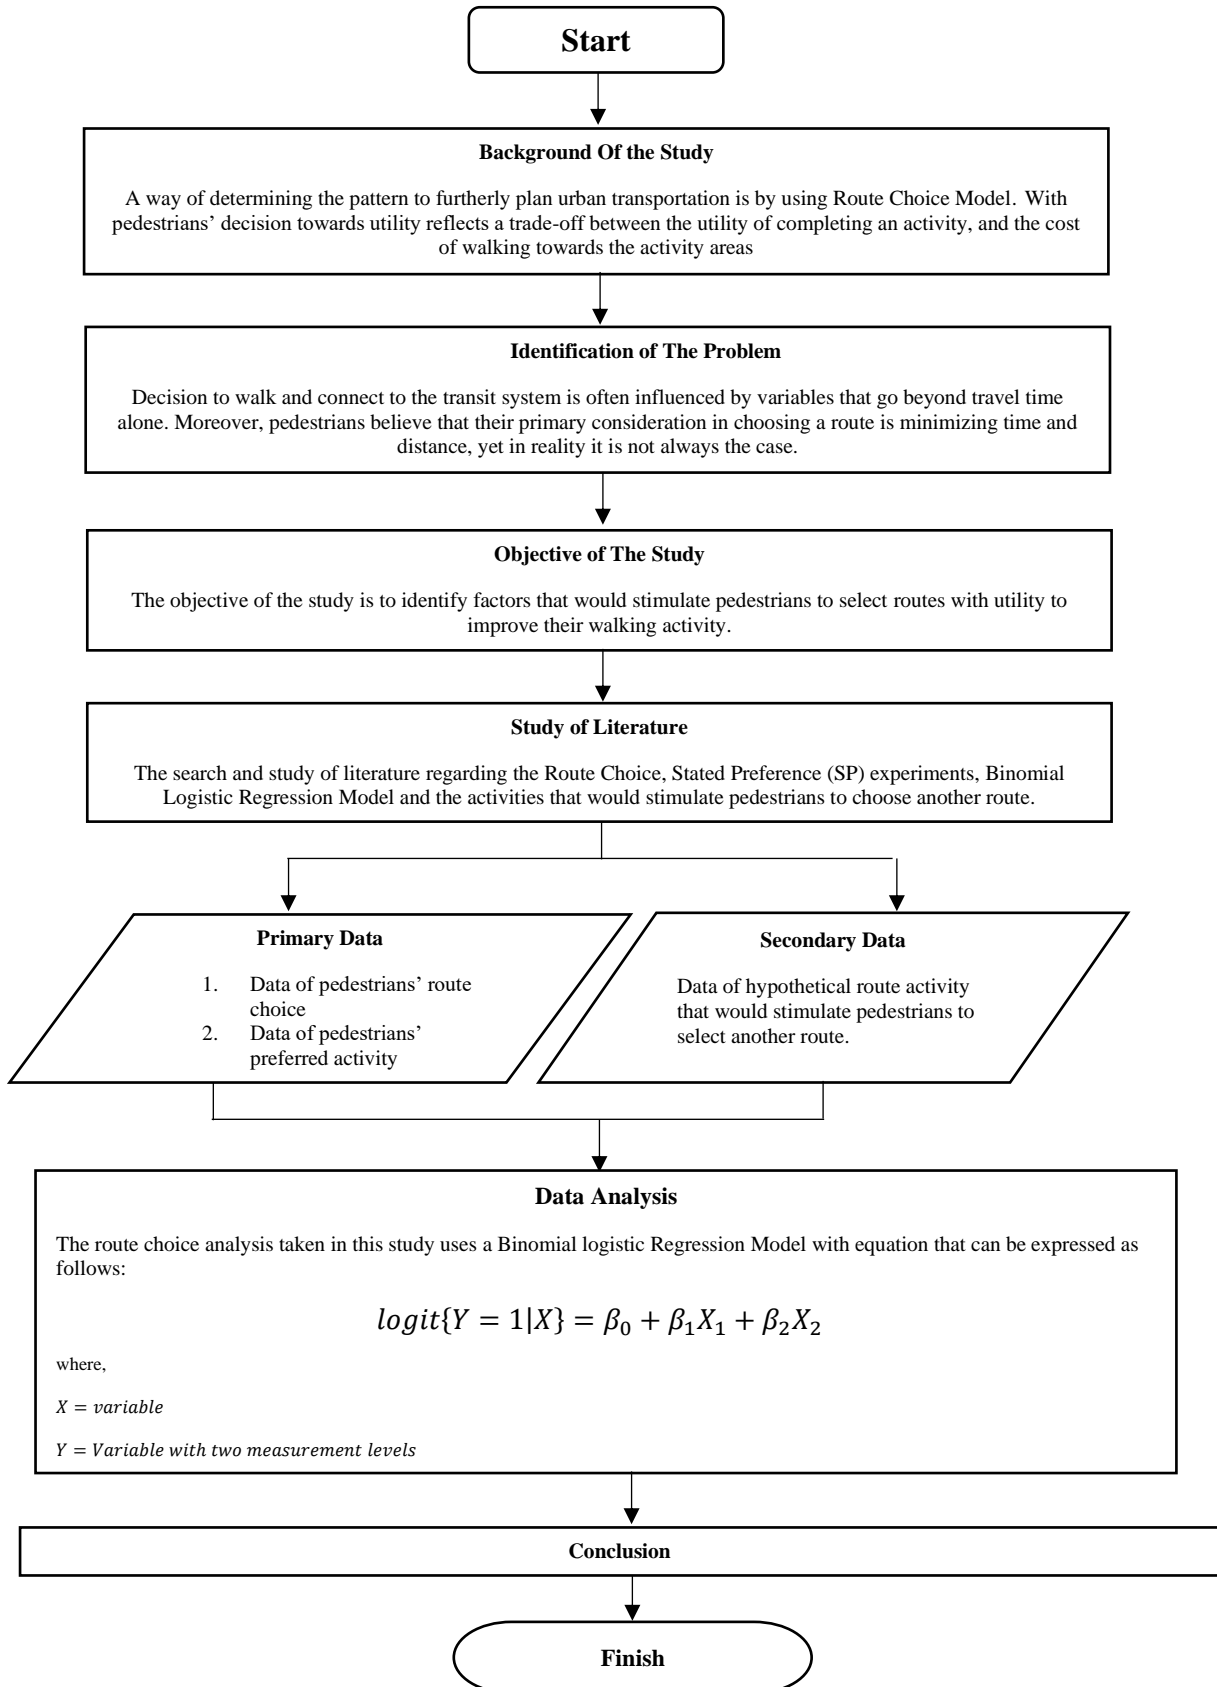 Start
Background Of the Study
A way of determining the pattern to furtherly plan urban transportation is by using Route Choice Model. With
pedestrians’ decision towards utility reflects a trade-off between the utility of completing an activity, and the cost
of walking towards the activity areas
Identification of The Problem
Decision to walk and connect to the transit system is often influenced by variables that go beyond travel time
alone. Moreover, pedestrians believe that their primary consideration in choosing a route is minimizing time and
distance, yet in reality it is not always the case.
Objective of The Study
The objective of the study is to identify factors that would stimulate pedestrians to select routes with utility to
improve their walking activity.
Study of Literature
The search and study of literature regarding the Route Choice, Stated Preference (SP) experiments, Binomial
Logistic Regression Model and the activities that would stimulate pedestrians to choose another route.
Primary Data
1. Data of pedestrians’ route
choice
2. Data of pedestrians’
preferred activity
Secondary Data
Data of hypothetical route activity
that would stimulate pedestrians to
select another route.
Data Analysis
The route choice analysis taken in this study uses a Binomial logistic Regression Model with equation that can be expressed as
follows:
logit{Y = 1|X} = β₀ + β₁X₁ + β₂X₂
where,
X = variable
Y = Variable with two measurement levels
Conclusion
Finish